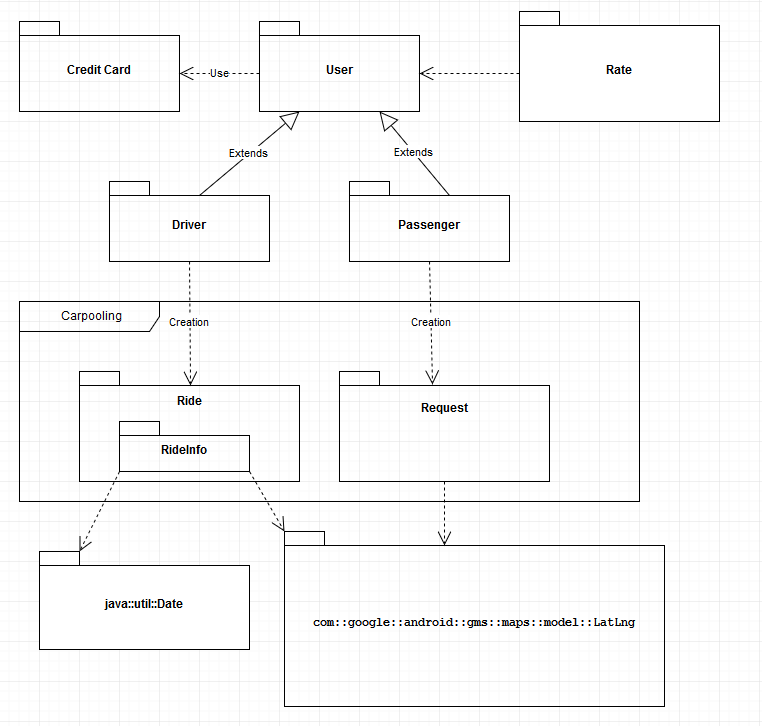 Credit Card
Use
User
Rate
Extends
Extends
Driver
Passenger
Carpooling
Creation
Creation
Ride
Request
RideInfo
java::util::Date
com::google::android::gms::maps::model::LatLng